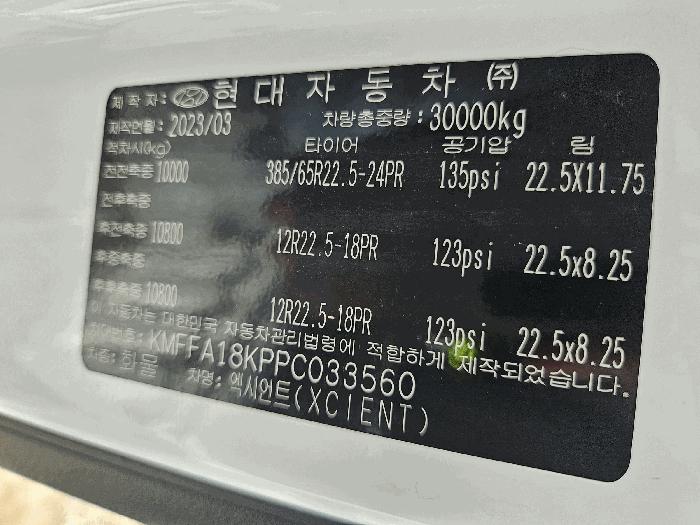 제작자: 현대자동차 (주)
제작연월: 2023/03 차량총중량: 30000kg
적차시(kg) 타이어 공기압 림
전전축중 10000 385/65R22.5-24PR 135psi 22.5X11.75
전후축중
후전축중 10800 12R22.5-18PR 123psi 22.5x8.25
후중축중
후후축중 10800 12R22.5-18PR 123psi 22.5x8.25
이 자동차는 대한민국 자동차관리법령에 적합하게 제작되었습니다.
차대번호: KMFFA18KPPC033560
차종: 화물 차명: 엑시언트(XCIENT)